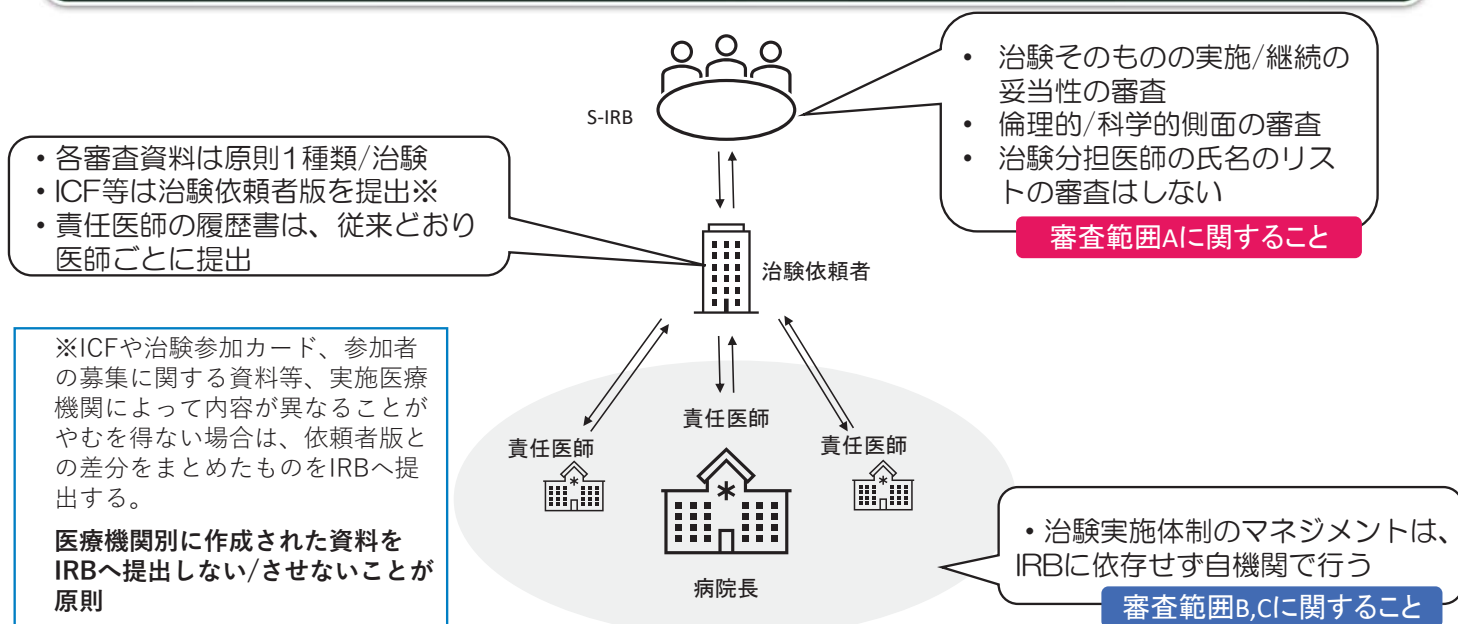 S-IRB
・ 治験そのものの実施/継続の
妥当性の審査
・ 倫理的/科学的側面の審査
・ 治験分担医師の氏名のリス
トの審査はしない
審査範囲Aに関すること
・各審査資料は原則1種類/治験
・ICF等は治験依頼者版を提出※
・責任医師の履歴書は、従来どおり
医師ごとに提出
治験依頼者
※ICFや治験参加カード、参加者
の募集に関する資料等、実施医療
機関によって内容が異なることが
やむを得ない場合は、依頼者版と
の差分をまとめたものをIRBへ提
出する。
医療機関別に作成された資料を
IRBへ提出しない/させないことが
原則
責任医師
責任医師
責任医師
病院長
・治験実施体制のマネジメントは、
IRBに依存せず自機関で行う
審査範囲B,Cに関すること